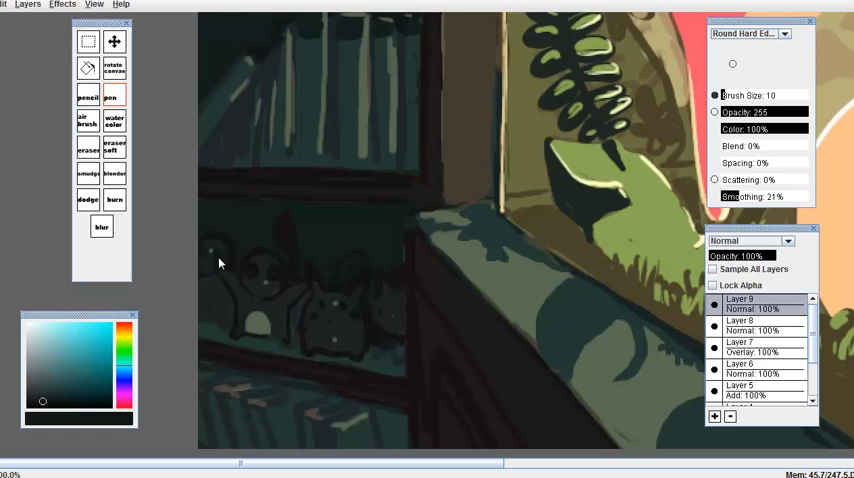 dit Layers Effects View Help
rotate canvas
pencil pen
air brush water color
eraser eraser soft
smudge blender
dodge burn
blur
Round Hard Ed...
Brush Size: 10
Opacity: 255
Color: 100%
Blend: 0%
Spacing: 0%
Scattering: 0%
Smoothing: 21%
Normal
Opacity: 100%
Sample All Layers
Lock Alpha
Layer 9
Normal: 100%
Layer 8
Normal: 100%
Layer 7
Overlay: 100%
Layer 6
Normal: 100%
Layer 5
Add: 100%
00.0%
Mem: 45.7/247.5.D